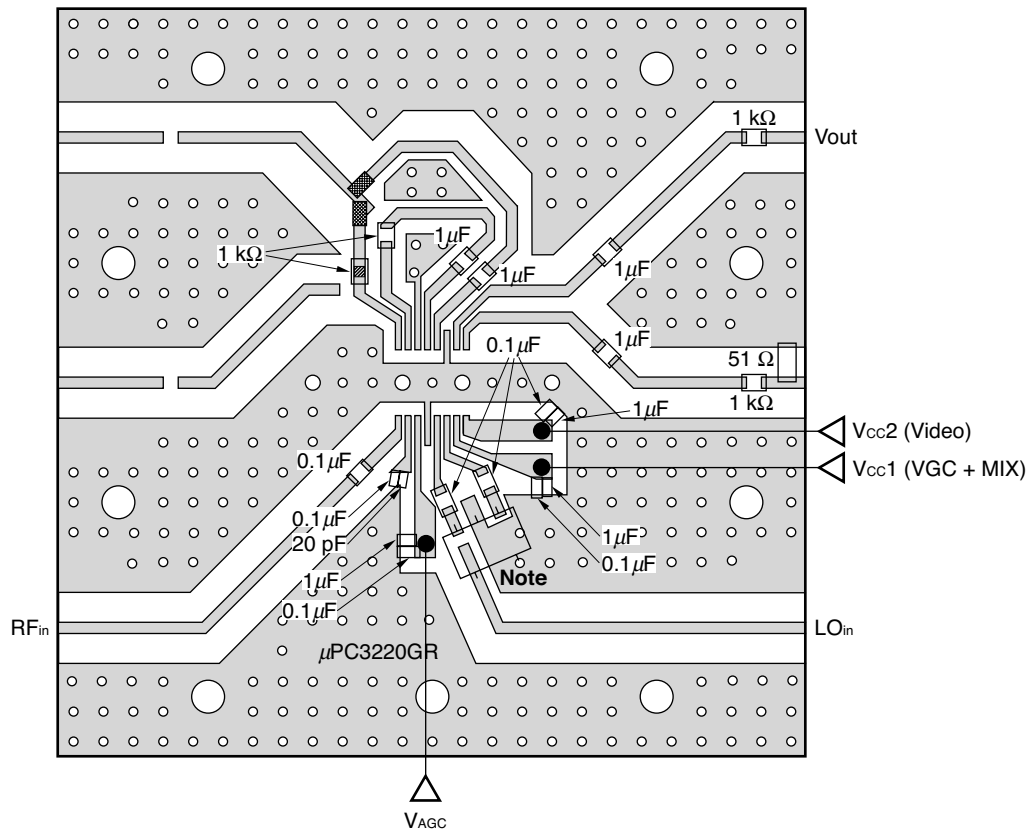 1 kΩ
Vout
1 kΩ
1μF
1μF
1μF
0.1μF
1μF
51 Ω
1 kΩ
1μF
VCC2 (Video)
0.1μF
VCC1 (VGC + MIX)
0.1μF
20 pF
1μF
0.1μF
1μF
Note
0.1μF
RFin
LOin
μPC3220GR
VAGC